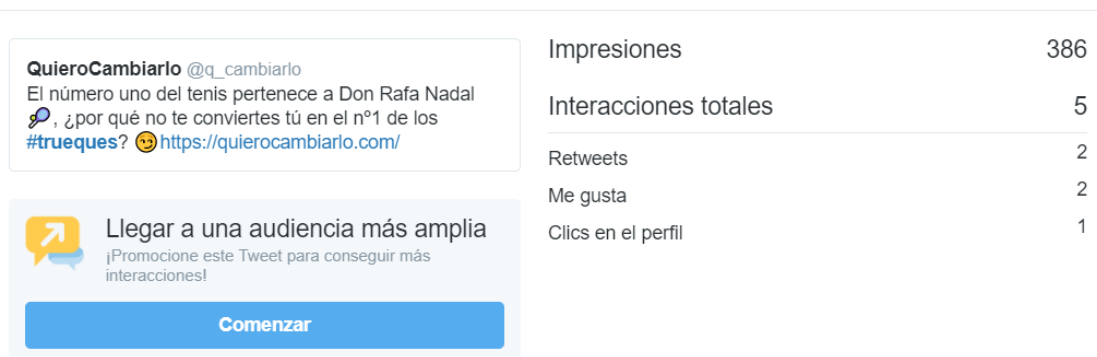 QuieroCambiarlo @q_cambiarlo
El número uno del tenis pertenece a Don Rafa Nadal
🎾, ¿por qué no te conviertes tú en el nº1 de los
#trueques? 😏https://quierocambiarlo.com/
Llegar a una audiencia más amplia
¡Promocione este Tweet para conseguir más
interacciones!
Comenzar
Impresiones 386
Interacciones totales 5
Retweets 2
Me gusta 2
Clics en el perfil 1